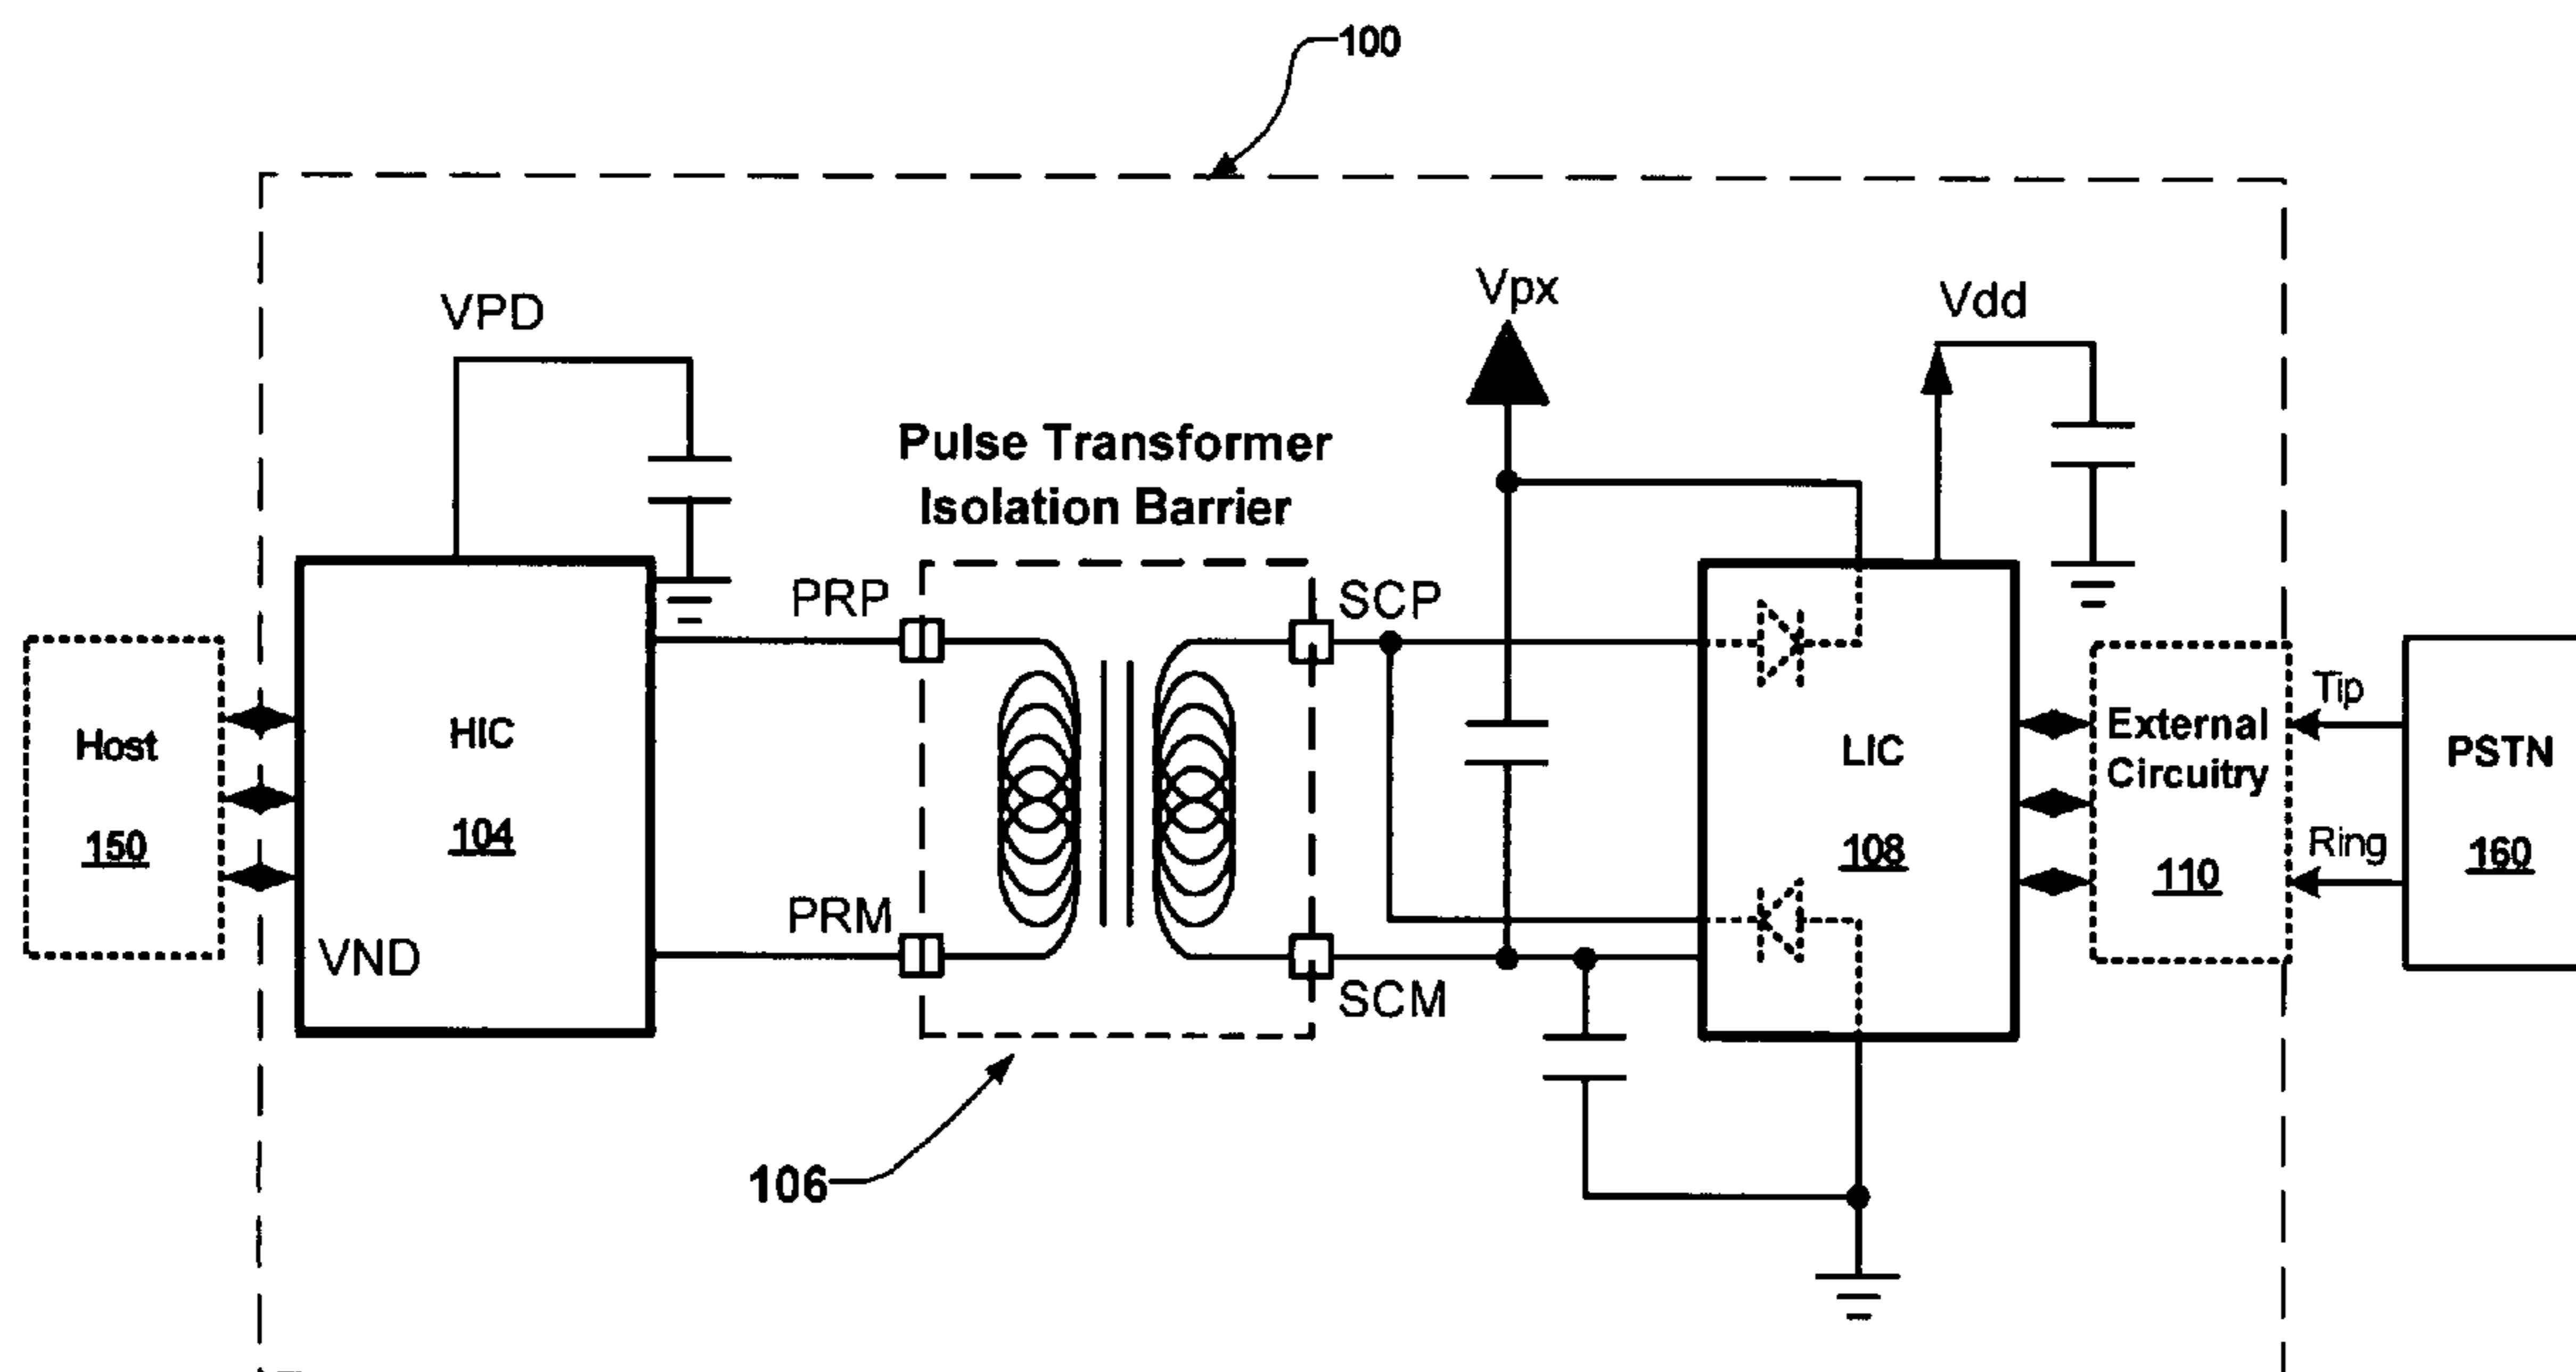 100
VPD
Vpx
Vdd
Pulse Transformer
Isolation Barrier
PRP
SCP
Host
150
HIC
104
VND
PRM
SCM
LIC
108
External
Circuitry
110
Tip
Ring
PSTN
160
106